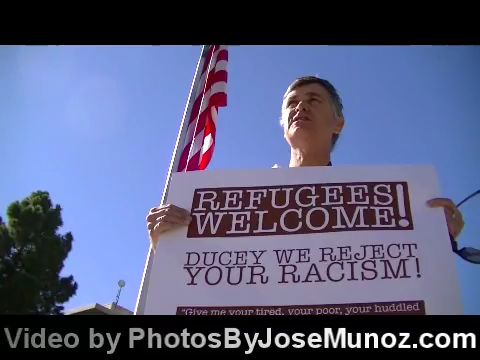 REFUGEES
WELCOME!
DUCEY WE REJECT
YOUR RACISM!
"Give me your tired, your poor, your huddled
Video by PhotosByJoseMunoz.com